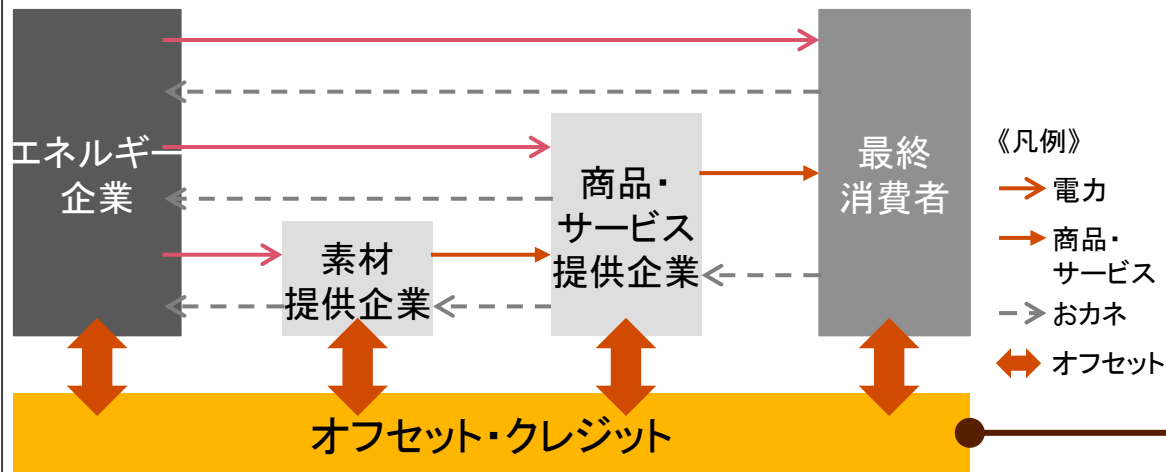 エネルギー
企業
素材
提供企業
商品・
サービス
提供企業
最終
消費者
《凡例》
電力
商品・
サービス
おカネ
オフセット
オフセット・クレジット